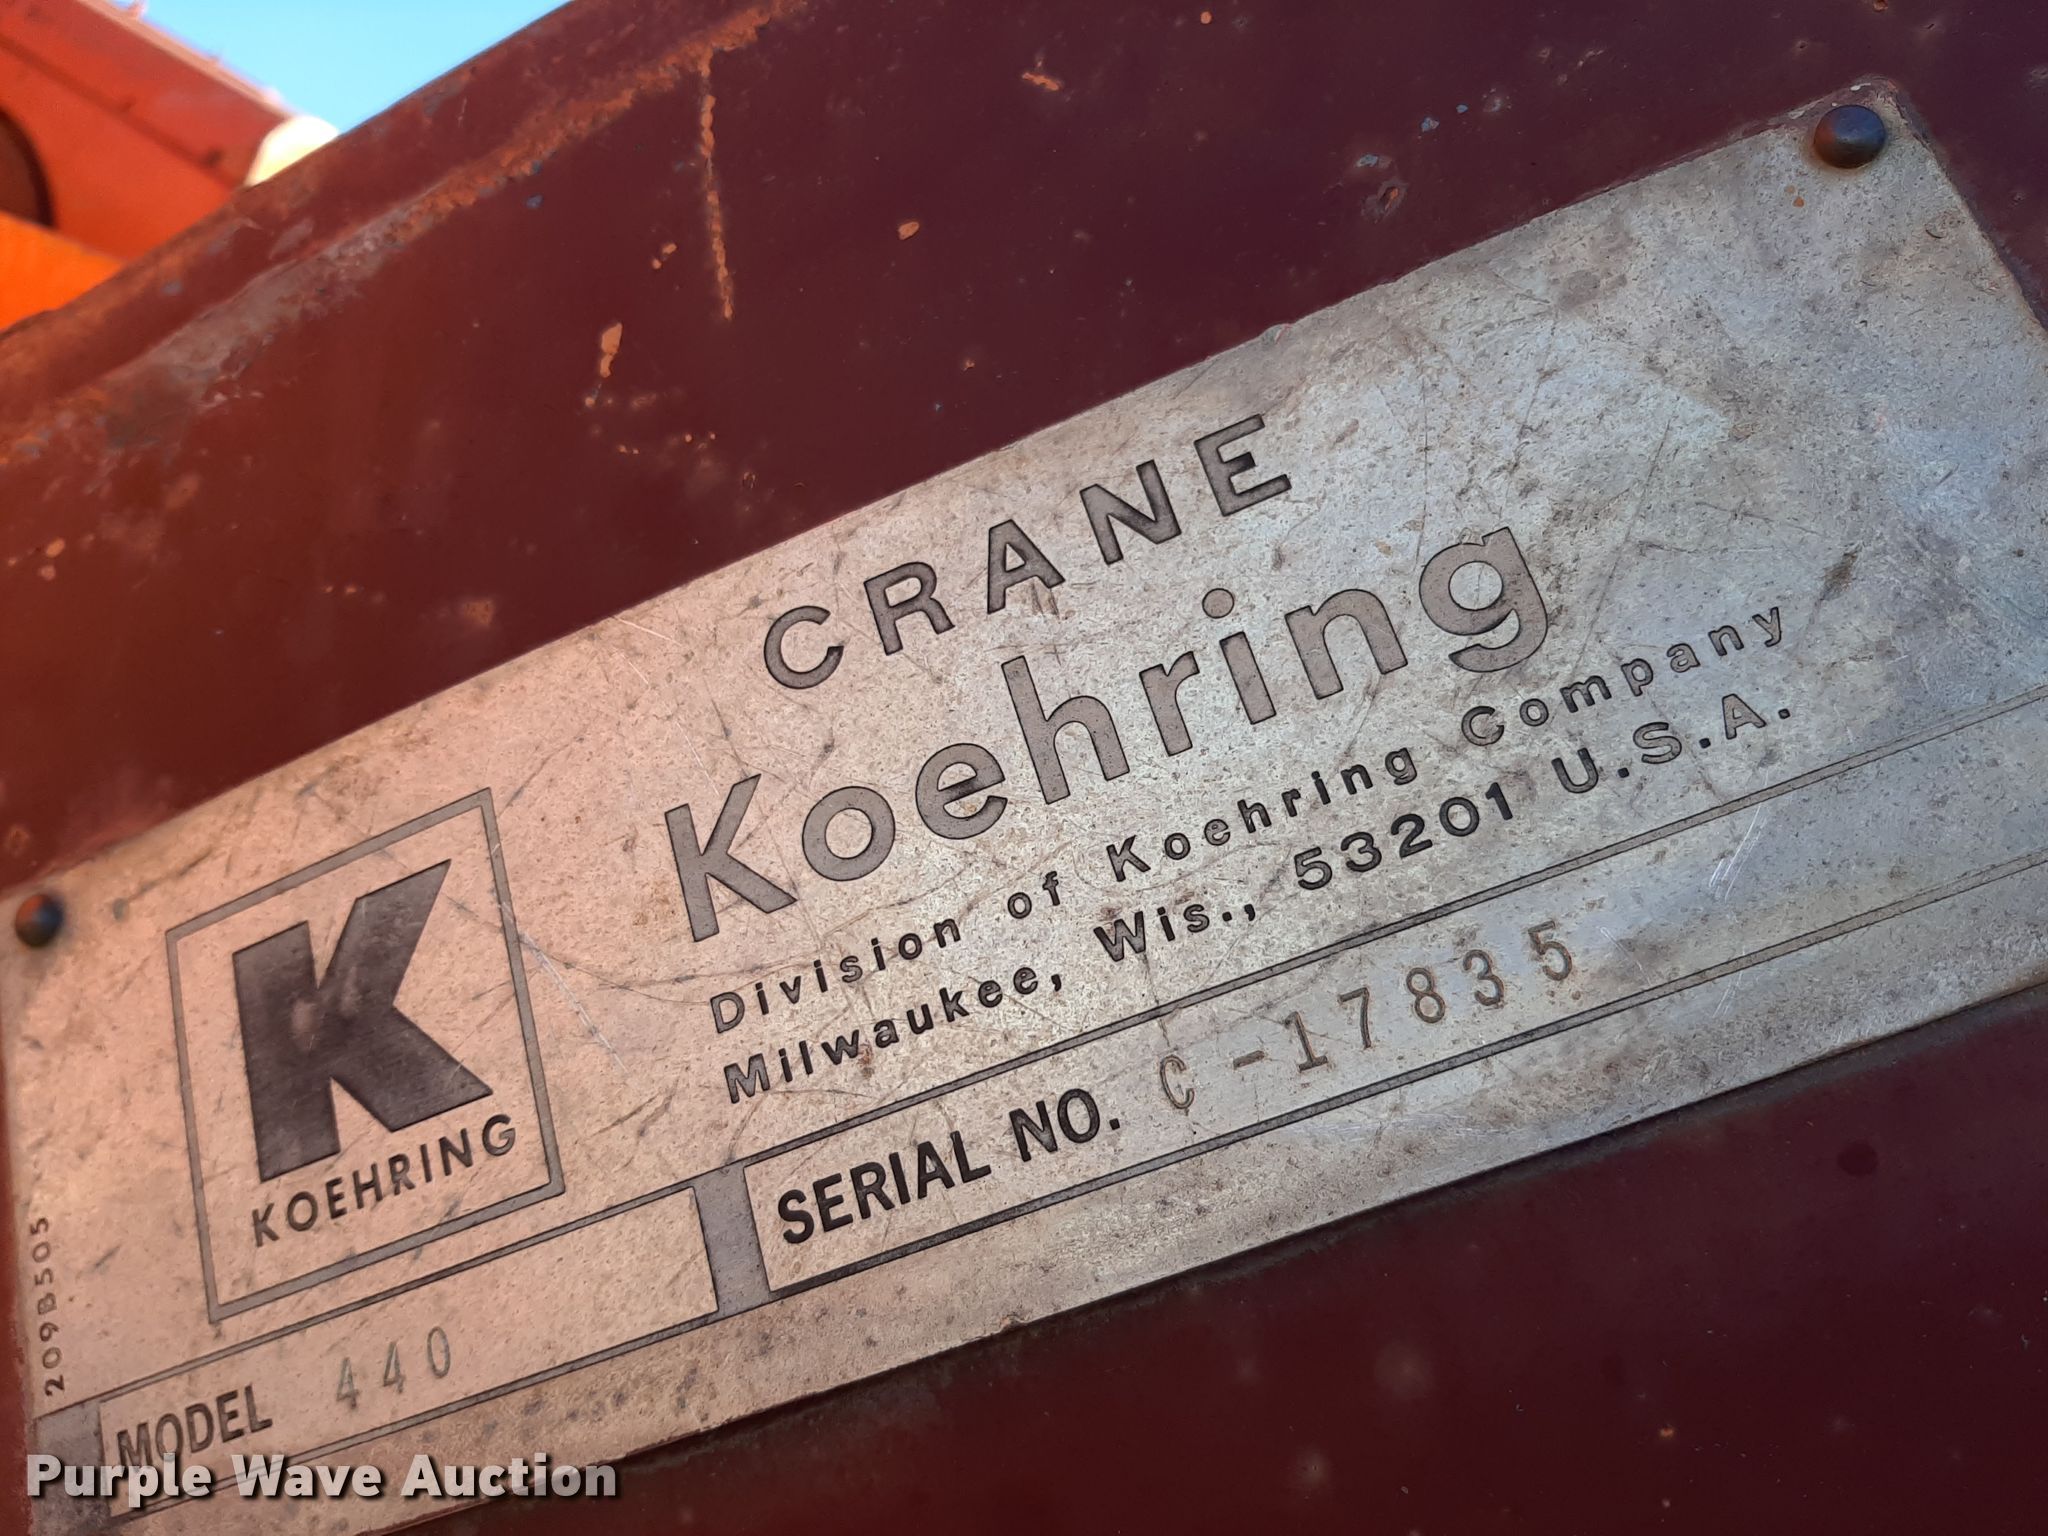 CRANE
Koehring
Division of Koehring Company
Milwaukee, Wis., 53201 U.S.A.
K
KOEHRING
SERIAL NO. C-17835
MODEL 440
209B505
Purple Wave Auction